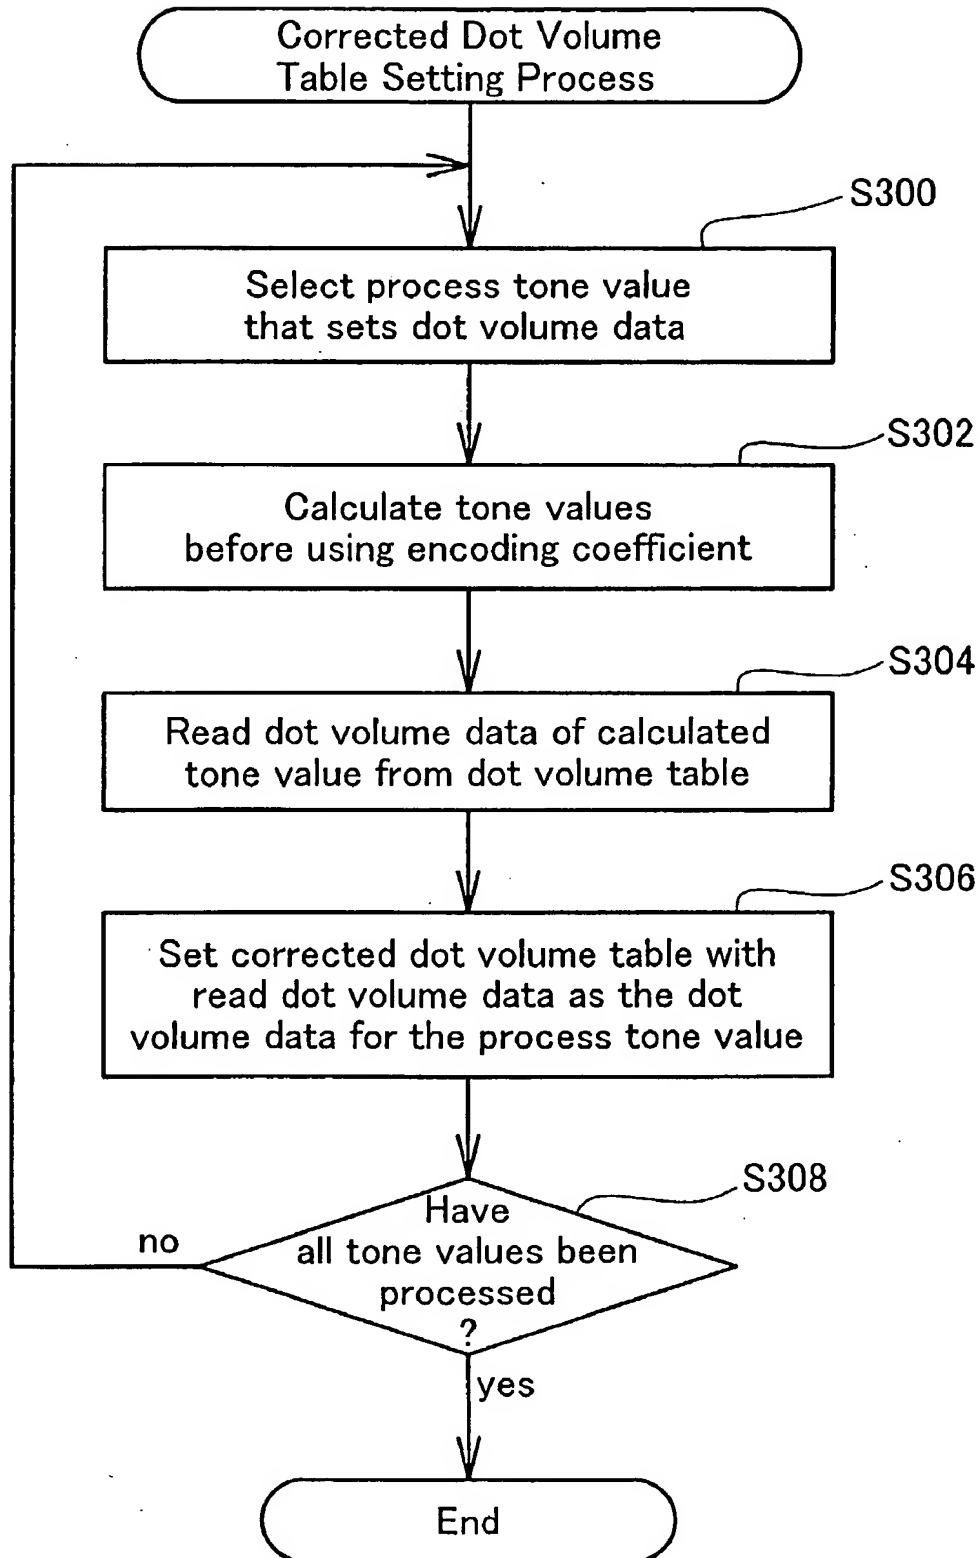 Corrected Dot Volume
Table Setting Process
S300
Select process tone value
that sets dot volume data
S302
Calculate tone values
before using encoding coefficient
S304
Read dot volume data of calculated
tone value from dot volume table
S306
Set corrected dot volume table with
read dot volume data as the dot
volume data for the process tone value
S308
Have
all tone values been
processed
?
no
yes
End